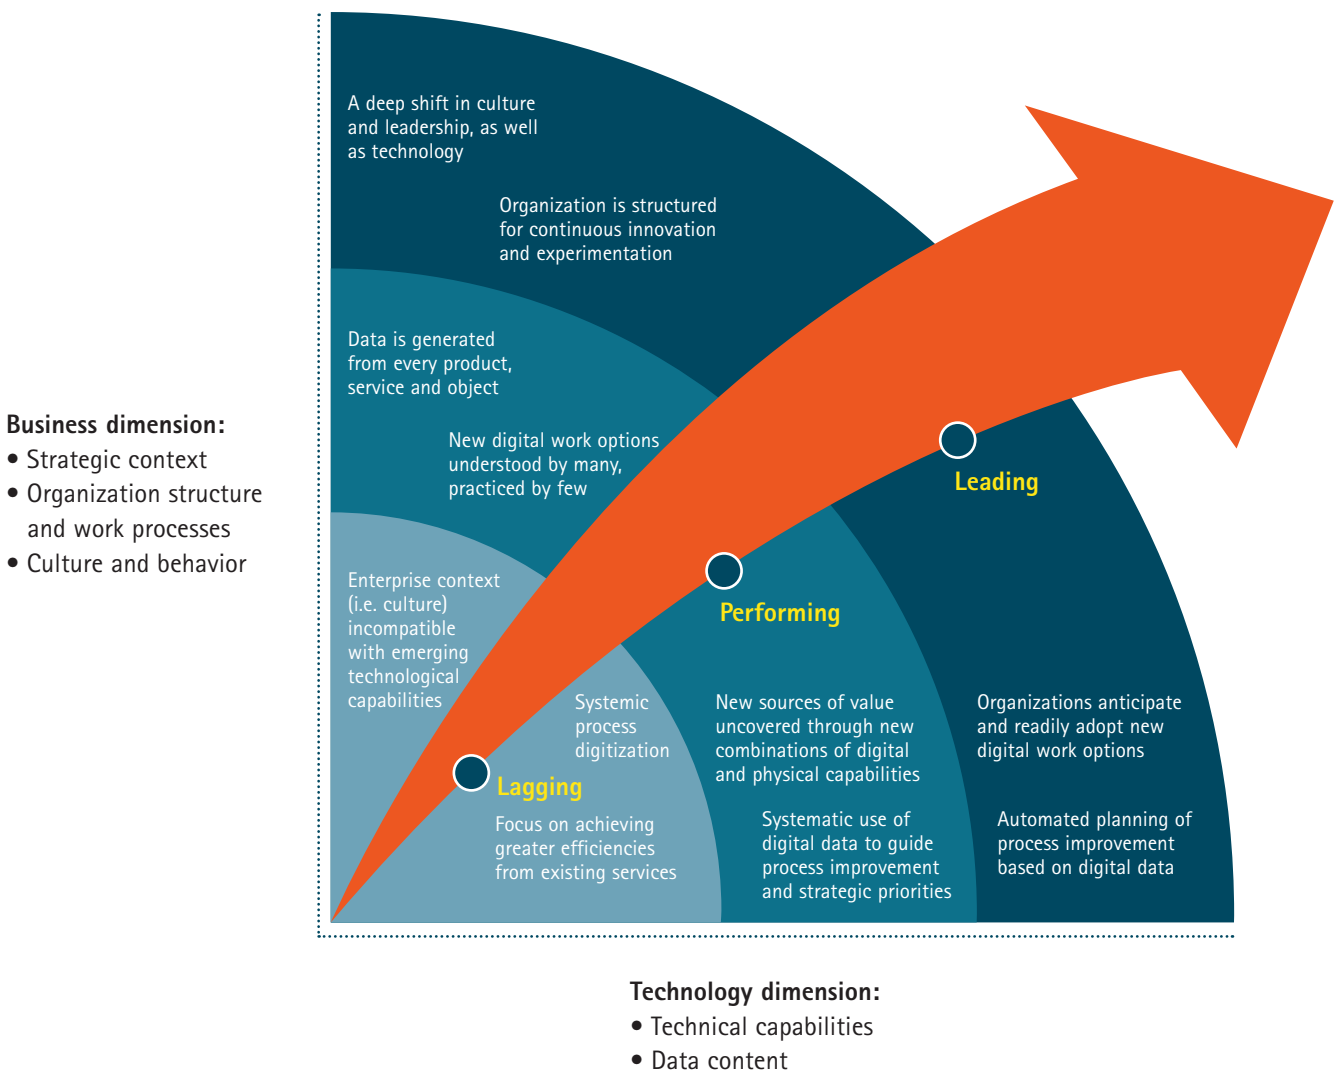 A deep shift in culture
and leadership, as well
as technology
Organization is structured
for continuous innovation
and experimentation
Data is generated
from every product,
service and object
New digital work options
understood by many,
practiced by few
Business dimension:
• Strategic context
• Organization structure
and work processes
• Culture and behavior
Enterprise context
(i.e. culture)
incompatible
with emerging
technological
capabilities
Leading
Performing
Lagging
Systemic
process
digitization
Focus on achieving
greater efficiencies
from existing services
New sources of value
uncovered through new
combinations of digital
and physical capabilities
Systematic use of
digital data to guide
process improvement
and strategic priorities
Organizations anticipate
and readily adopt new
digital work options
Automated planning of
process improvement
based on digital data
Technology dimension:
• Technical capabilities
• Data content